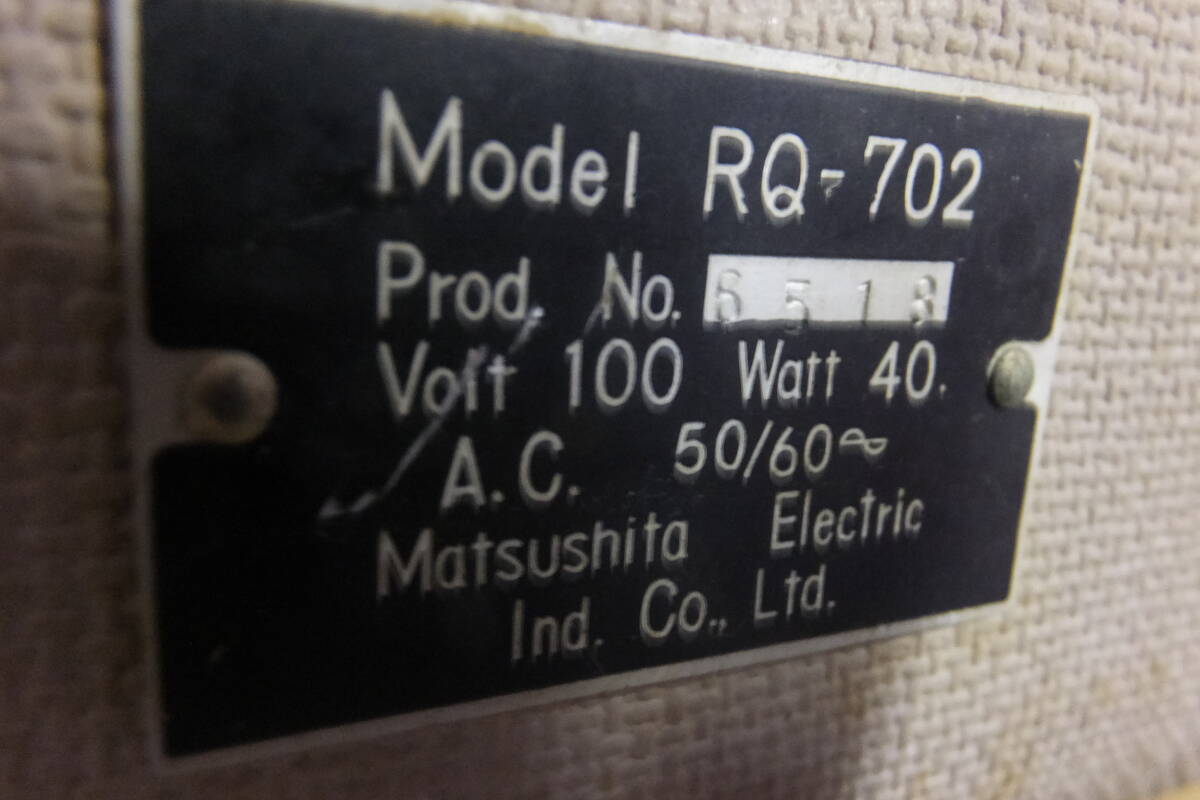 Model RQ-702
Prod. No. 6518
Volt 100 Watt 40.
A.C. 50/60~
Matsushita Electric
Ind. Co., Ltd.